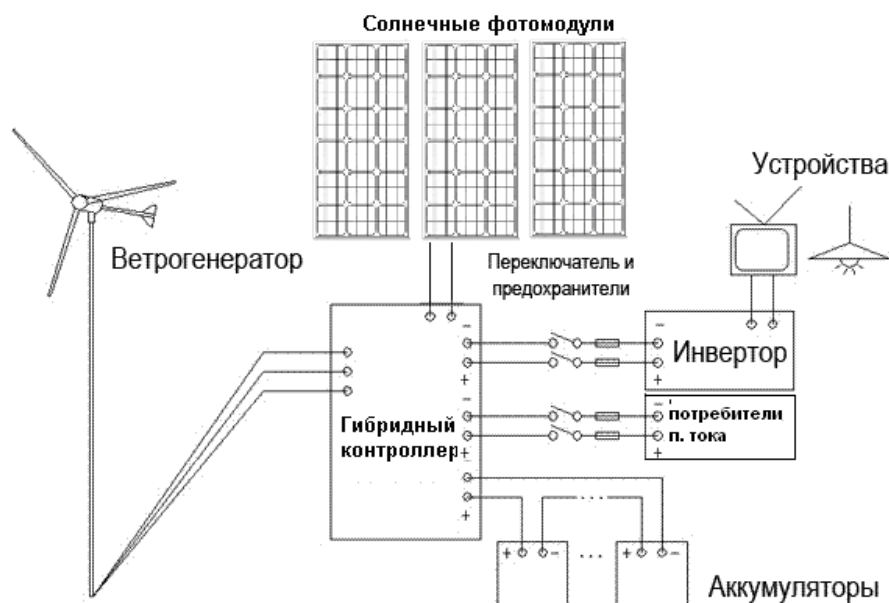 Солнечные фотомодули
Устройства
Ветрогенератор
Переключатель и
предохранители
Инвертор
Гибридный
контроллер
потребители
п. тока
− + − + +
− + − +
+ − ... + −
Аккумуляторы